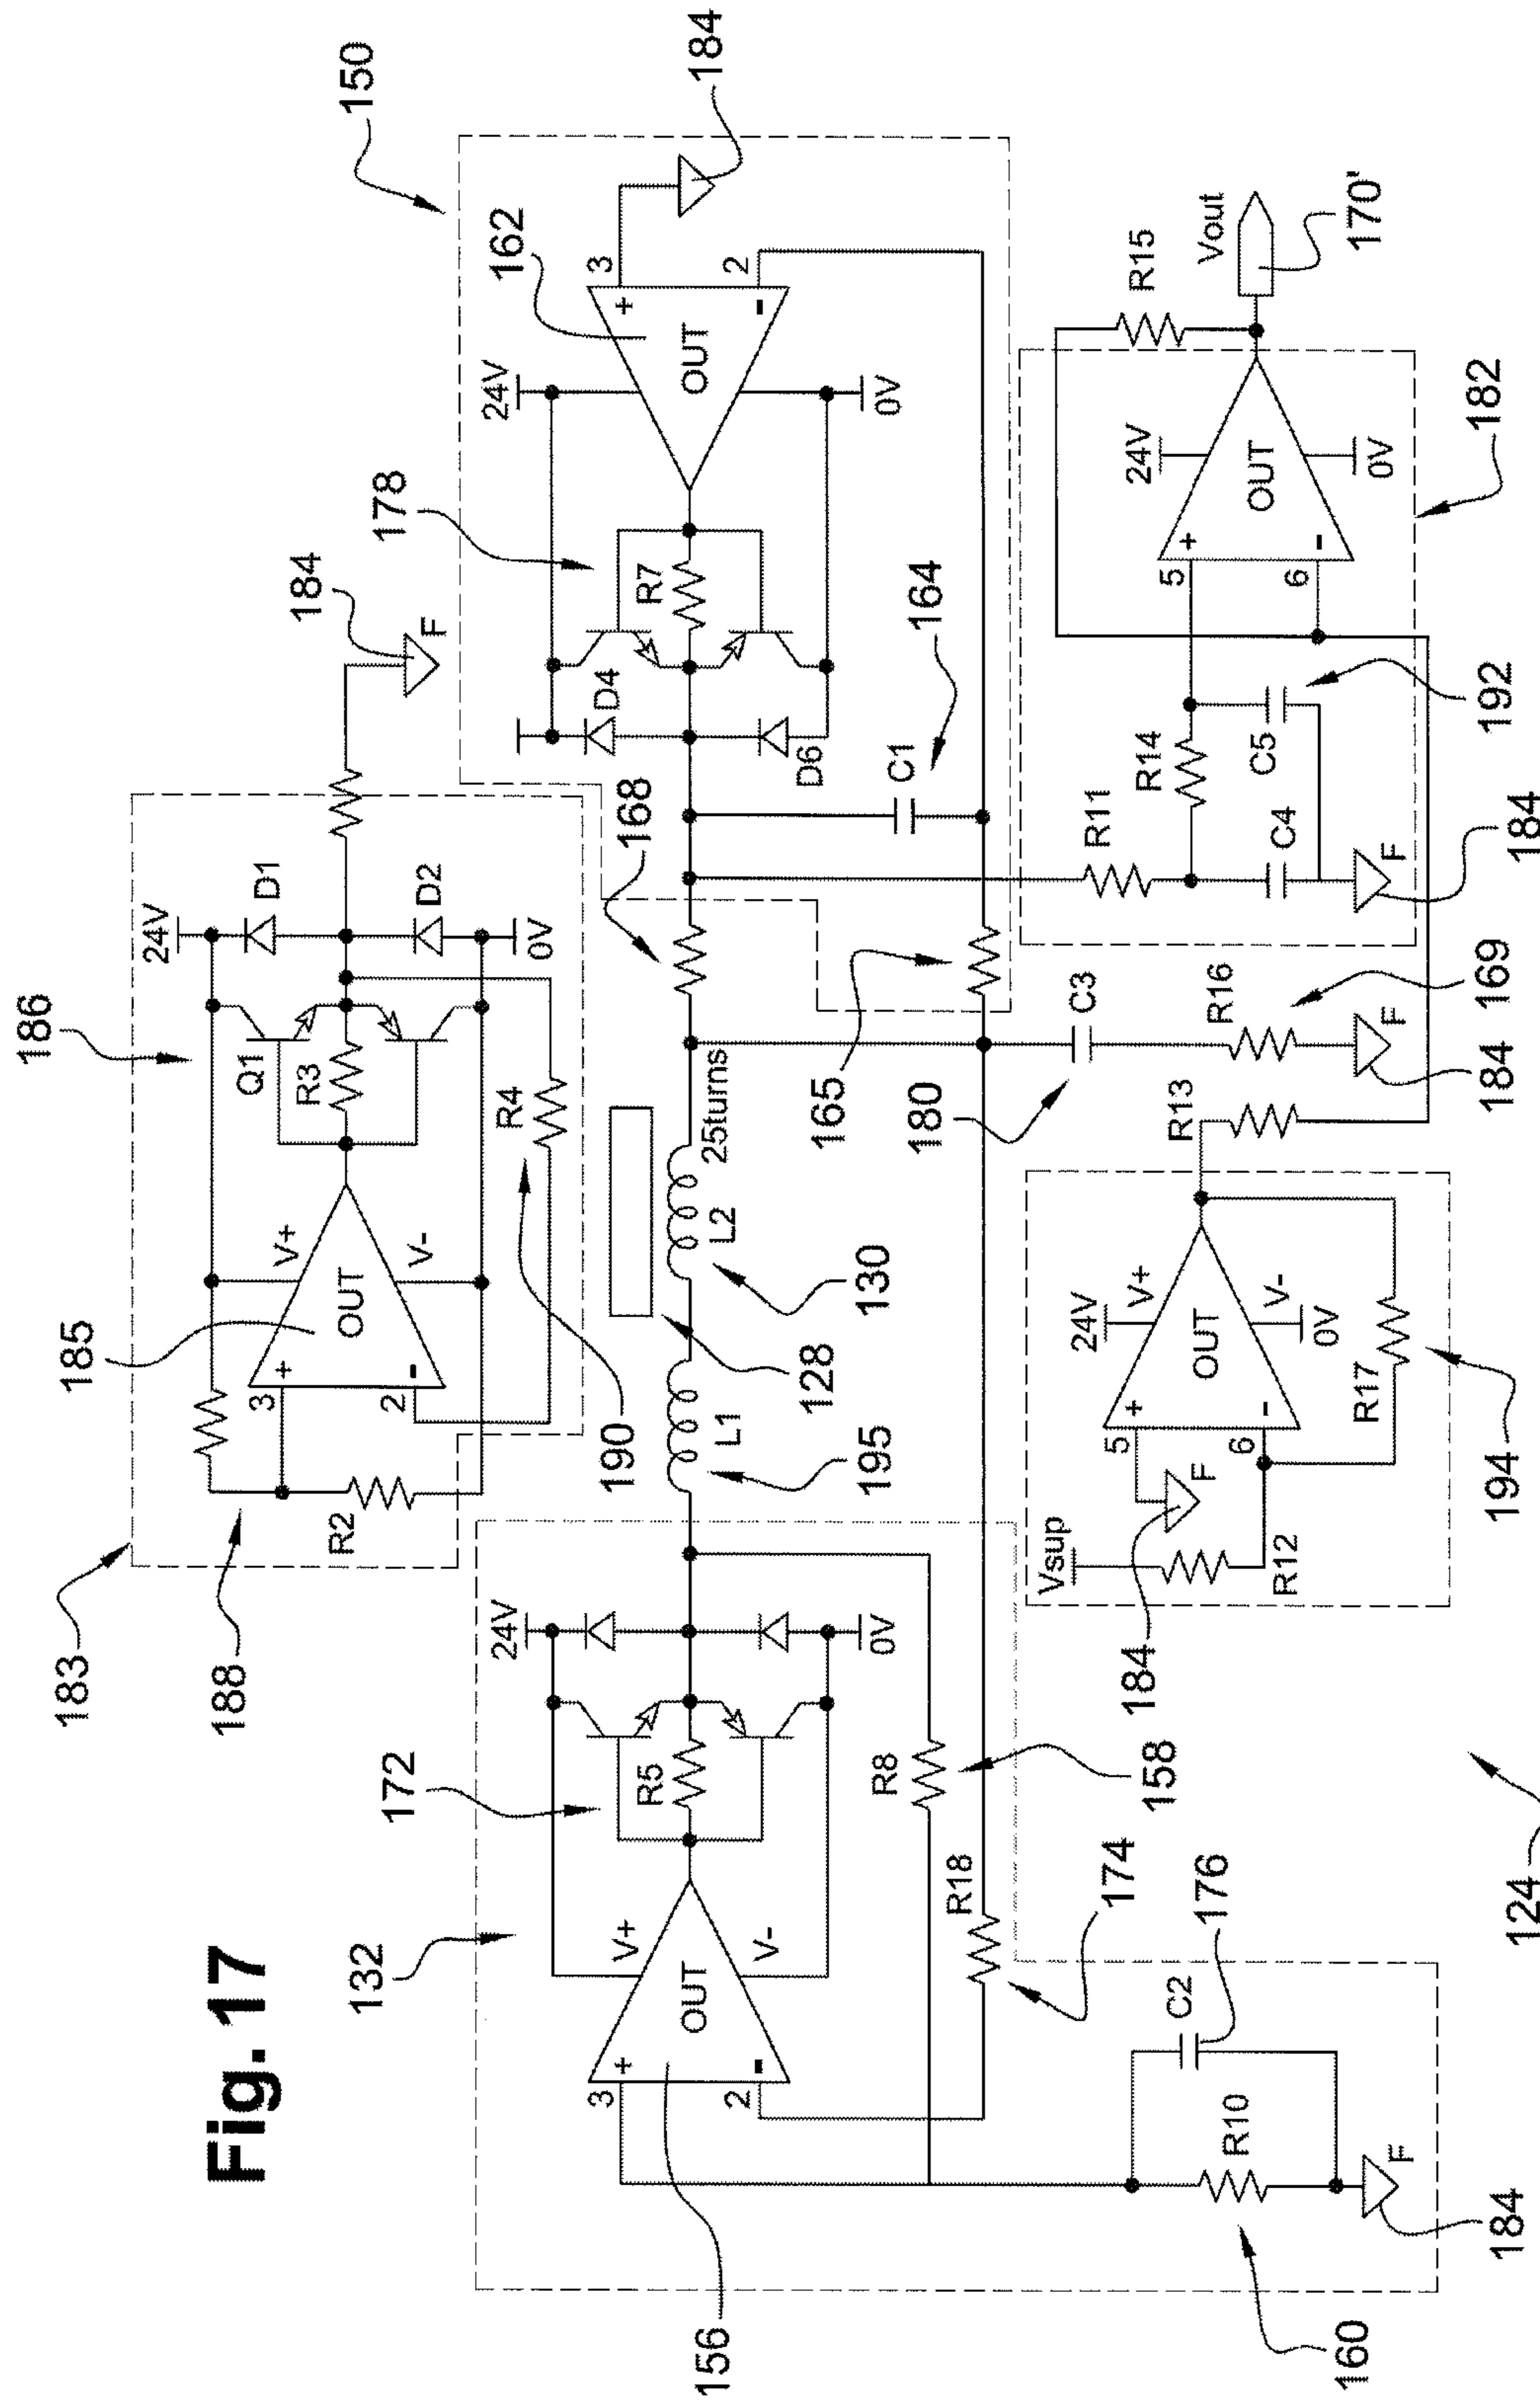 Fig. 17
183
188
185
186
R2
3
+
2
-
OUT
V+
V-
Q1
R3
R4
190
24V
D1
D2
0V
184
F
150
132
172
156
3
+
2
-
OUT
V+
V-
R5
24V
0V
R8
158
R18
174
195
L1
128
130
L2
25turns
168
165
178
R7
D4
D6
24V
0V
162
OUT
3
+
2
-
184
C1
164
160
R10
C2
176
184
F
124
Vsup
R12
184
F
5
+
6
-
OUT
24V
V+
V-
0V
R17
194
R13
180
C3
R16
169
184
F
R11
R14
C4
C5
192
184
F
5
+
6
-
OUT
24V
0V
182
R15
Vout
170'